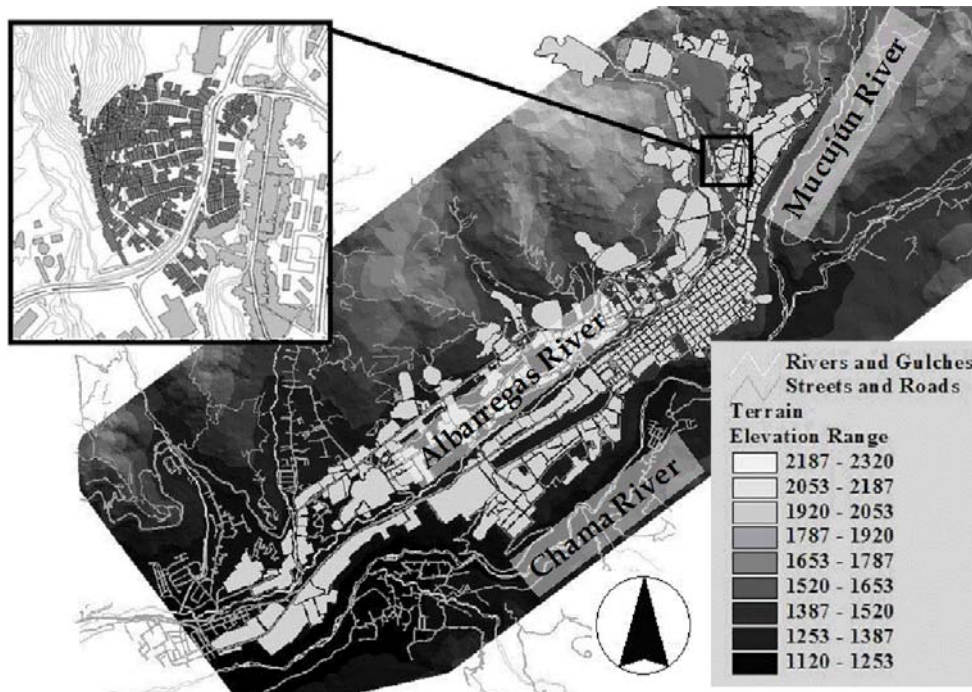 Mucujún River
Albarregas River
Chama River
Rivers and Gulches
Streets and Roads
Terrain
Elevation Range
2187 - 2320
2053 - 2187
1920 - 2053
1787 - 1920
1653 - 1787
1520 - 1653
1387 - 1520
1253 - 1387
1120 - 1253